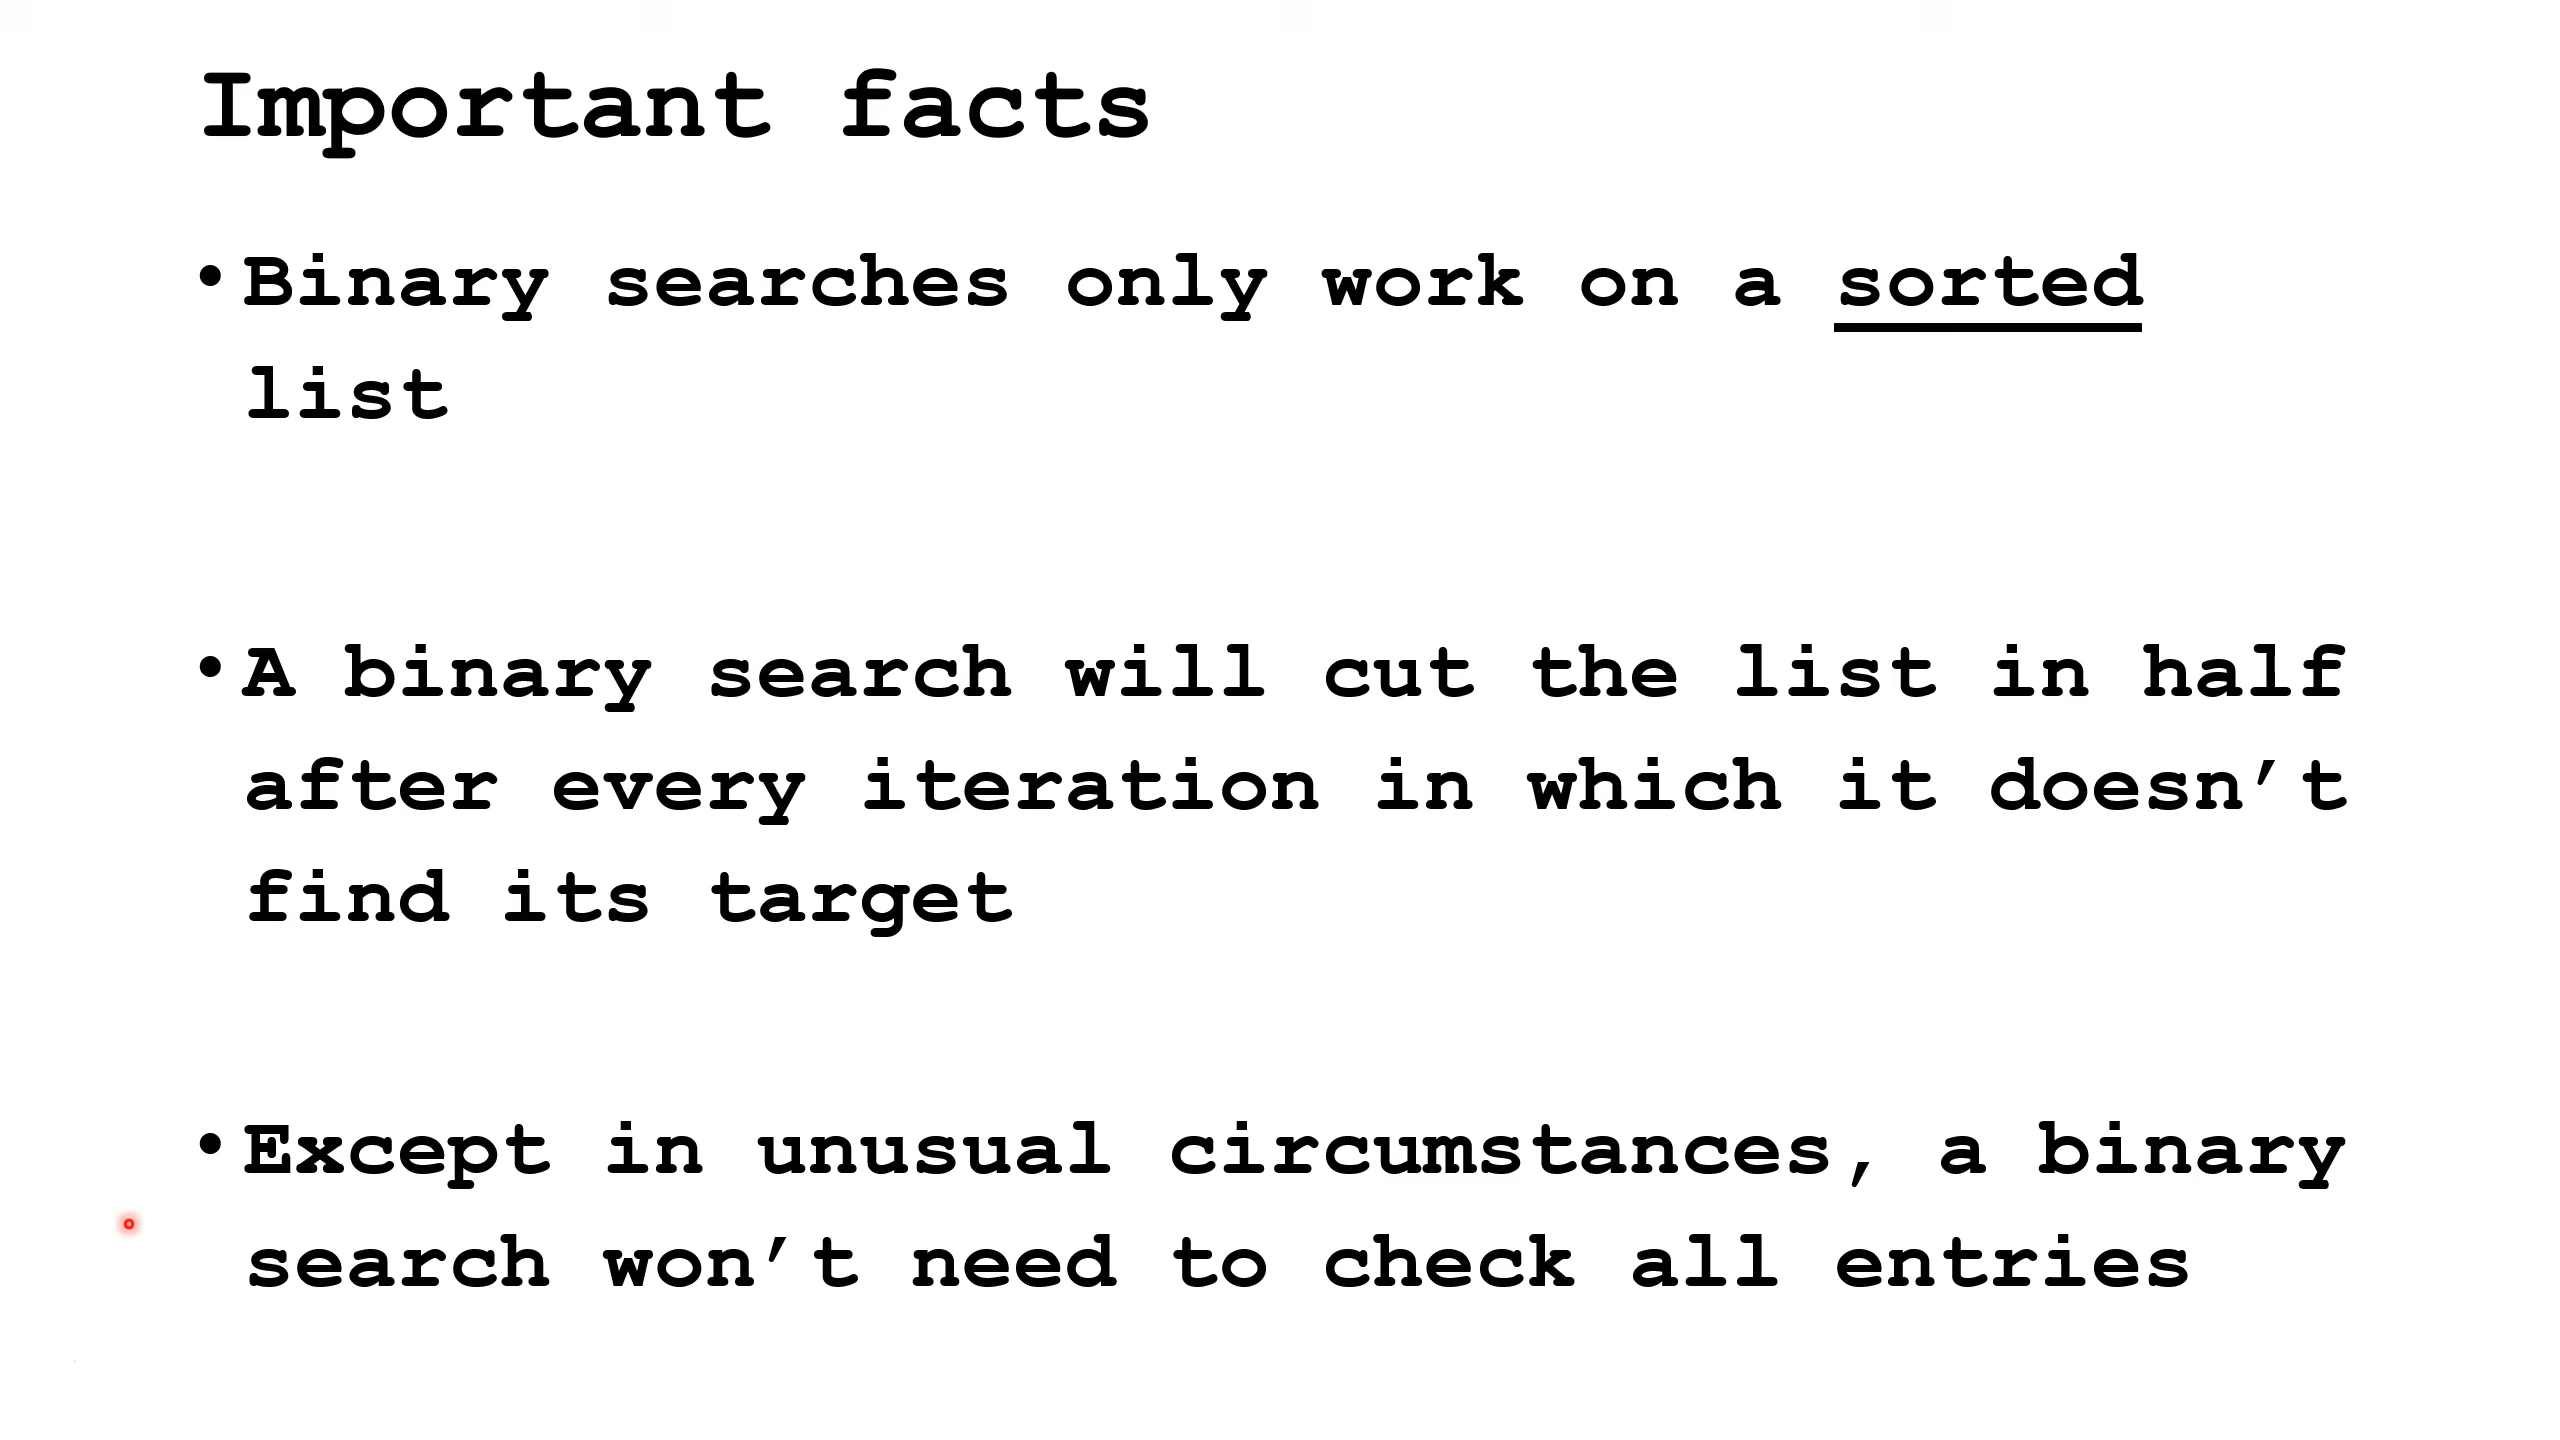 Important facts
•Binary searches only work on a sorted
list
•A binary search will cut the list in half
after every iteration in which it doesn’t
find its target
•Except in unusual circumstances, a binary
search won’t need to check all entries